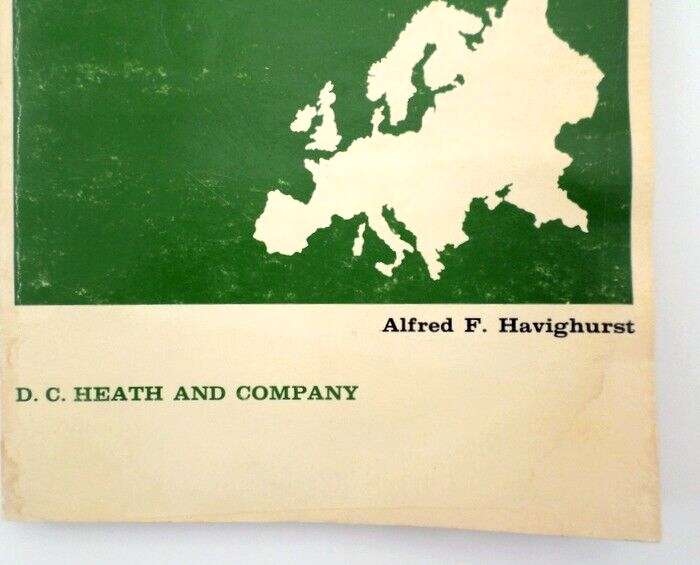 Alfred F. Havighurst
D. C. HEATH AND COMPANY